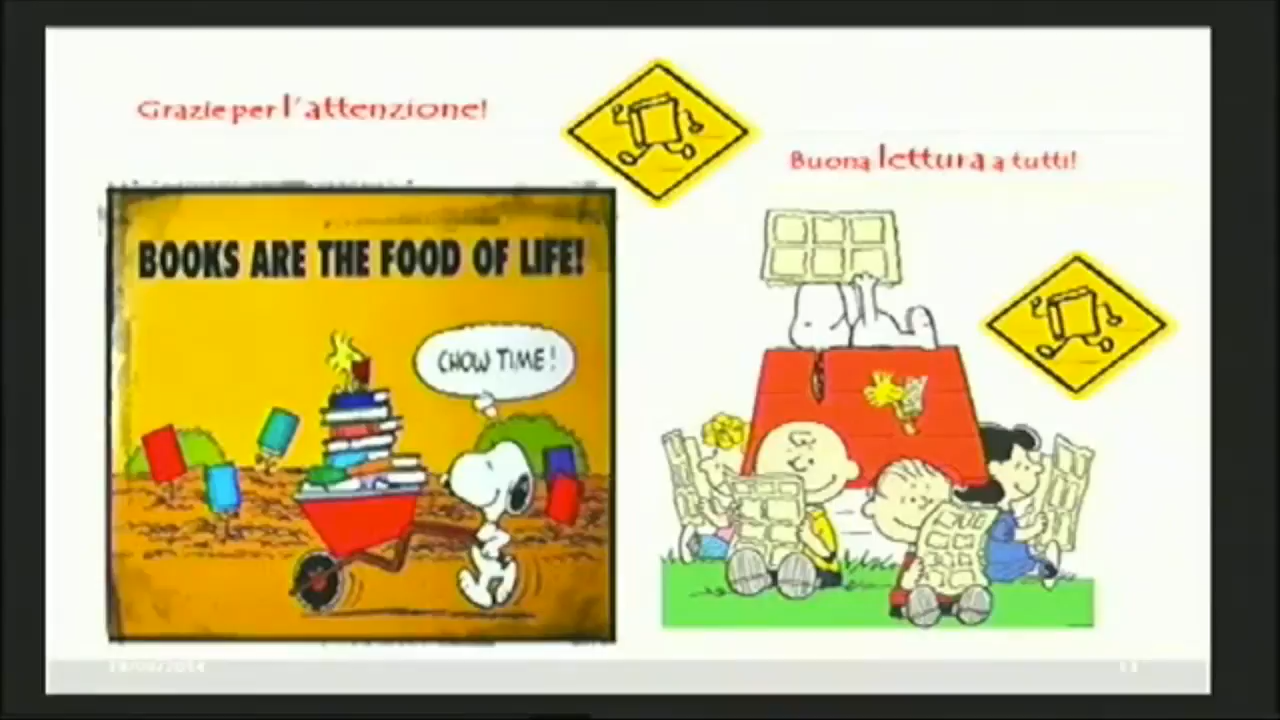 Grazie per l'attenzione!
Buona lettura a tutti!
BOOKS ARE THE FOOD OF LIFE!
CHOW TIME!